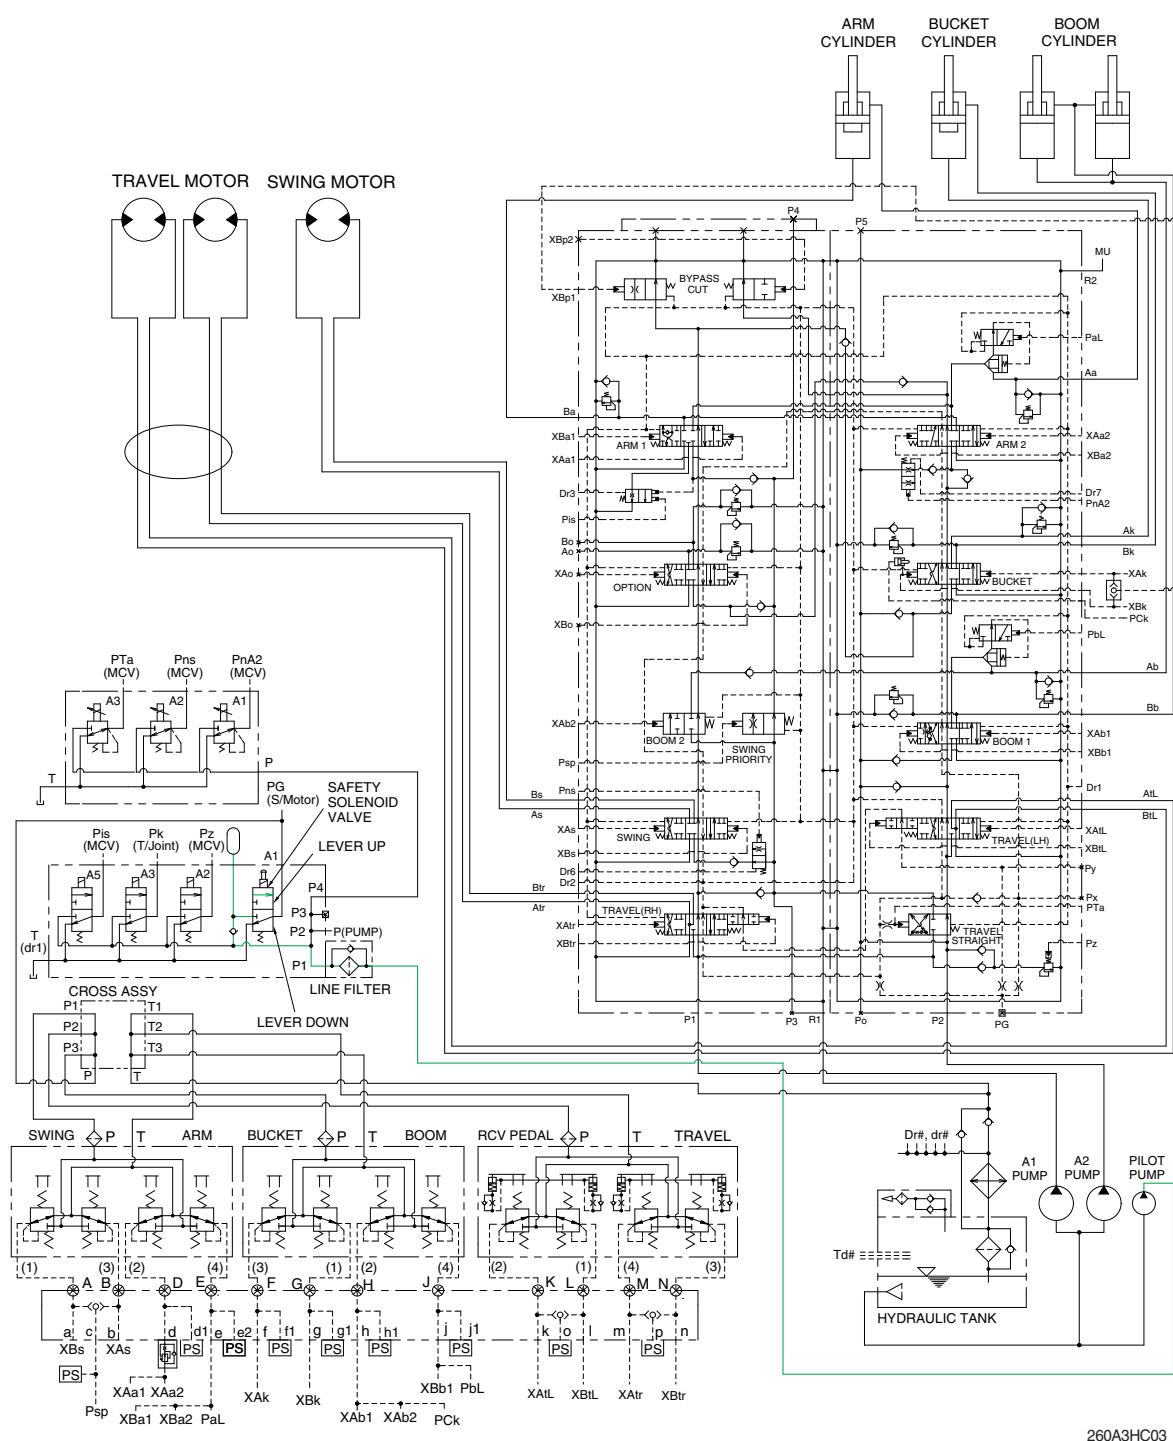 ARM
CYLINDER
BUCKET
CYLINDER
BOOM
CYLINDER
TRAVEL MOTOR
SWING MOTOR
P4
P5
XBp2
MU
BYPASS
CUT
R2
XBp1
PaL
Aa
Ba
XBa1
ARM 1
XAa1
XAa2
ARM 2
XBa2
Dr3
Dr7
PnA2
Pis
Bo
Ao
Ak
Bk
XAo
OPTION
BUCKET
XAk
XBk
PCk
XBo
PbL
Ab
Bb
XAb2
BOOM 2
SWING
PRIORITY
BOOM 1
XAb1
XBb1
Psp
Pns
Dr1
Bs
As
AtL
BtL
XAs
SWING
XAtL
TRAVEL(LH)
XBtL
XBs
Dr6
Dr2
Py
Px
PTa
Btr
Atr
TRAVEL(RH)
XAtr
XBtr
TRAVEL
STRAIGHT
Pz
P1
P3
R1
Po
P2
PG
PTa
(MCV)
Pns
(MCV)
PnA2
(MCV)
A3
A2
A1
T
P
PG
(S/Motor)
SAFETY
SOLENOID
VALVE
LEVER UP
Pis
(MCV)
Pk
(T/Joint)
Pz
(MCV)
A1
A5
A3
A2
P4
P3
P2
P(PUMP)
P1
T
(dr1)
LINE FILTER
LEVER DOWN
CROSS ASSY
P1
T1
P2
T2
P3
T3
P
T
SWING
P
T
ARM
BUCKET
P
T
BOOM
RCV PEDAL
P
T
TRAVEL
(1)
(3)
(2)
(4)
(3)
(1)
(2)
(4)
(2)
(1)
(4)
(3)
A
B
D
E
F
G
H
J
K
L
M
N
a
c
b
d
d1
e
e2
f
f1
g
g1
h
h1
j
j1
k
o
l
m
p
n
XBs
XAs
PS
PS
PS
PS
PS
PS
PS
PS
PS
Psp
XAa1
XAa2
XBa1
XBa2
PaL
XAk
XBk
XAb1
XAb2
PCk
XBb1
PbL
XAtL
XBtL
XAtr
XBtr
Dr#, dr#
A1
PUMP
A2
PUMP
PILOT
PUMP
Td#
HYDRAULIC TANK
260A3HC03